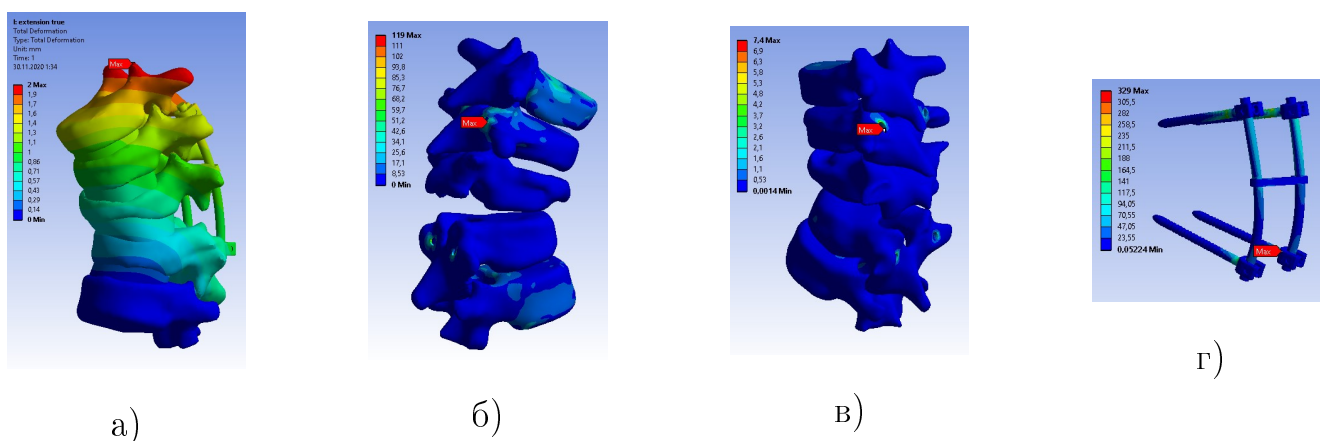 I: extension true
Total Deformation
Type: Total Deformation
Unit: mm
Time: 1
10.11.2020 1:34
Max
2 Max
1,9
1,7
1,6
1,4
1,3
1,1
1
0,86
0,71
0,57
0,43
0,29
0,14
0 Min
а)
119 Max
111
102
93,8
85,3
76,7
68,2
59,7
51,2
42,6
34,1
25,6
17,1
8,53
0 Min
Max
б)
7,4 Max
6,9
6,3
5,8
5,3
4,8
4,2
3,7
3,2
2,6
2,1
1,6
1,1
0,53
0,0014 Min
Max
в)
329 Max
305,5
282
258,5
235
211,5
188
164,5
141
117,5
94,05
70,55
47,05
23,55
0,05224 Min
Max
г)